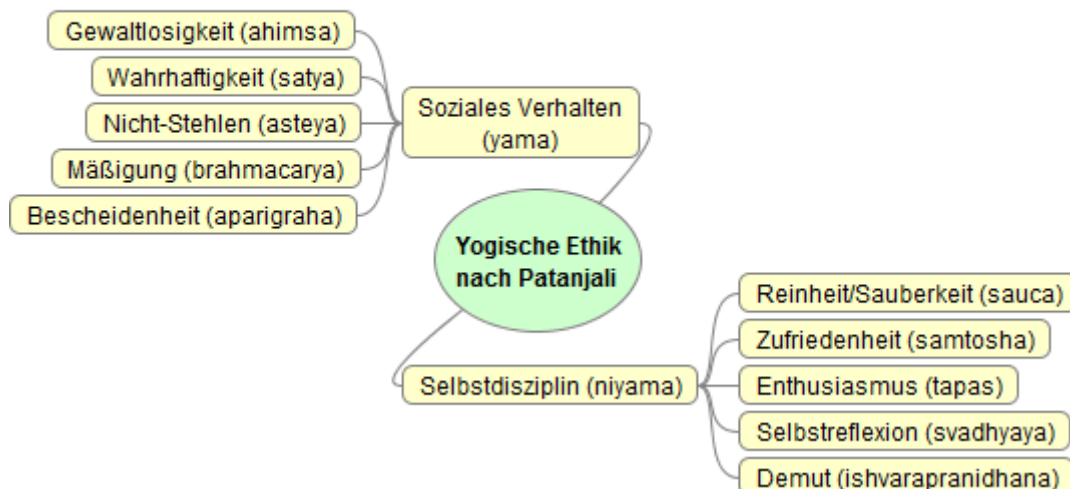 Gewaltlosigkeit (ahimsa)
Wahrhaftigkeit (satya)
Nicht-Stehlen (asteya)
Mäßigung (brahmacarya)
Bescheidenheit (aparigraha)
Soziales Verhalten
(yama)
Yogische Ethik
nach Patanjali
Selbstdisziplin (niyama)
Reinheit/Sauberkeit (sauca)
Zufriedenheit (samtosha)
Enthusiasmus (tapas)
Selbstreflexion (svadhyaya)
Demut (ishvarapranidhana)